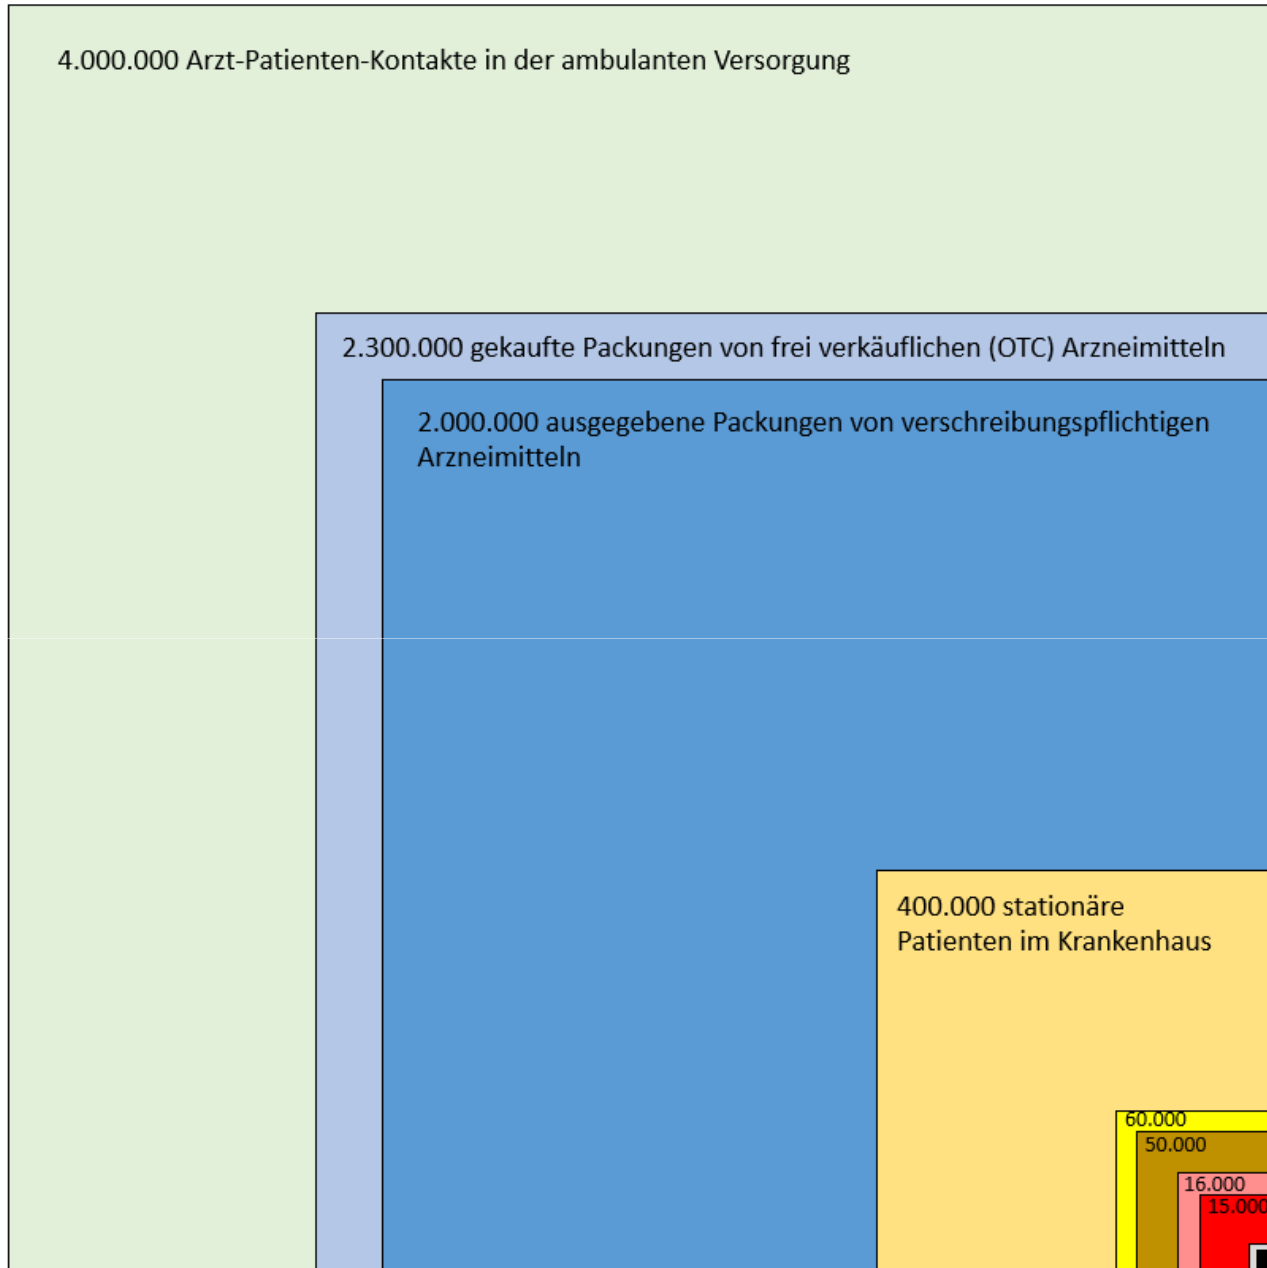 4.000.000 Arzt-Patienten-Kontakte in der ambulanten Versorgung
2.300.000 gekaufte Packungen von frei verkäuflichen (OTC) Arzneimitteln
2.000.000 ausgegebene Packungen von verschreibungspflichtigen
Arzneimitteln
400.000 stationäre
Patienten im Krankenhaus
60.000
50.000
16.000
15.000